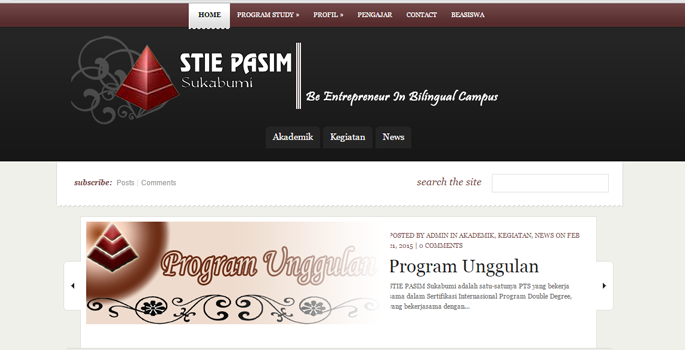 HOME PROGRAM STUDY » PROFIL » PENGAJAR CONTACT BEASISWA
STIE PASIM
Sukabumi
Be Entrepreneur In Bilingual Campus
Akademik Kegiatan News
subscribe: Posts | Comments
search the site
Program Unggulan
POSTED BY ADMIN IN AKADEMIK, KEGIATAN, NEWS ON FEB
21, 2015 | 0 COMMENTS
Program Unggulan
STIE PASIM Sukabumi adalah satu-satunya PTS yang bekerja
sama dalam Sertifikasi Internasional Program Double Degree,
yang bekerjasama dengan...